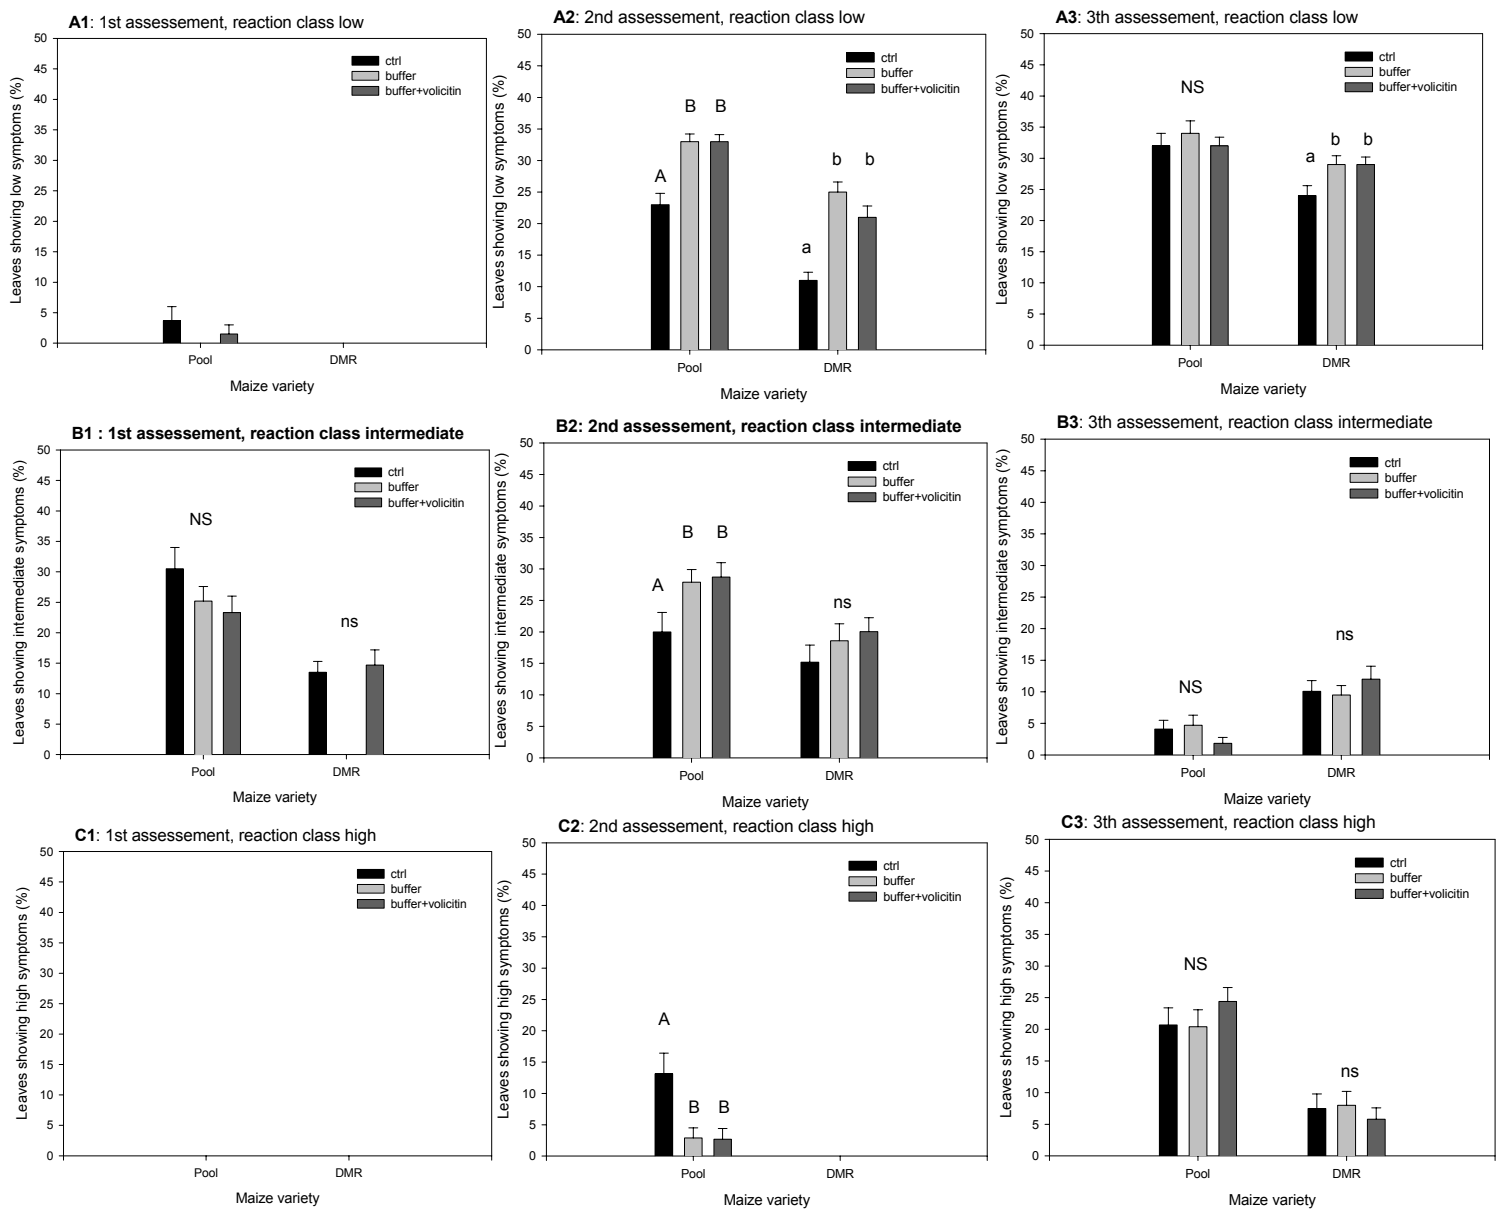 A1: 1st assessement, reaction class low
Leaves showing low symptoms (%)
50
45
40
35
30
25
20
15
10
5
0
ctrl
buffer
buffer+volicitin
Pool
DMR
Maize variety
A2: 2nd assessement, reaction class low
Leaves showing low symptoms (%)
50
45
40
35
30
25
20
15
10
5
0
ctrl
buffer
buffer+volicitin
A
B
B
a
b
b
Pool
DMR
Maize variety
A3: 3th assessement, reaction class low
Leaves showing low symptoms (%)
50
45
40
35
30
25
20
15
10
5
0
ctrl
buffer
buffer+volicitin
NS
a
b
b
Pool
DMR
Maize variety
B1 : 1st assessement, reaction class intermediate
Leaves showing intermediate symptoms (%)
50
45
40
35
30
25
20
15
10
5
0
ctrl
buffer
buffer+volicitin
NS
ns
Pool
DMR
Maize variety
B2: 2nd assessement, reaction class intermediate
Leaves showing intermediate symptoms (%)
50
45
40
35
30
25
20
15
10
5
0
ctrl
buffer
buffer+volicitin
A
B
B
ns
Pool
DMR
Maize variety
B3: 3th assessement, reaction class intermediate
Leaves showing intermediate symptoms (%)
50
45
40
35
30
25
20
15
10
5
0
ctrl
buffer
buffer+volicitin
NS
ns
Pool
DMR
Maize variety
C1: 1st assessement, reaction class high
Leaves showing high symptoms (%)
50
45
40
35
30
25
20
15
10
5
0
ctrl
buffer
buffer+volicitin
Pool
DMR
Maize variety
C2: 2nd assessement, reaction class high
Leaves showing high symptoms (%)
50
45
40
35
30
25
20
15
10
5
0
ctrl
buffer
buffer+volicitin
A
B
B
Pool
DMR
Maize variety
C3: 3th assessement, reaction class high
Leaves showing high symptoms (%)
50
45
40
35
30
25
20
15
10
5
0
ctrl
buffer
buffer+volicitin
NS
ns
Pool
DMR
Maize variety